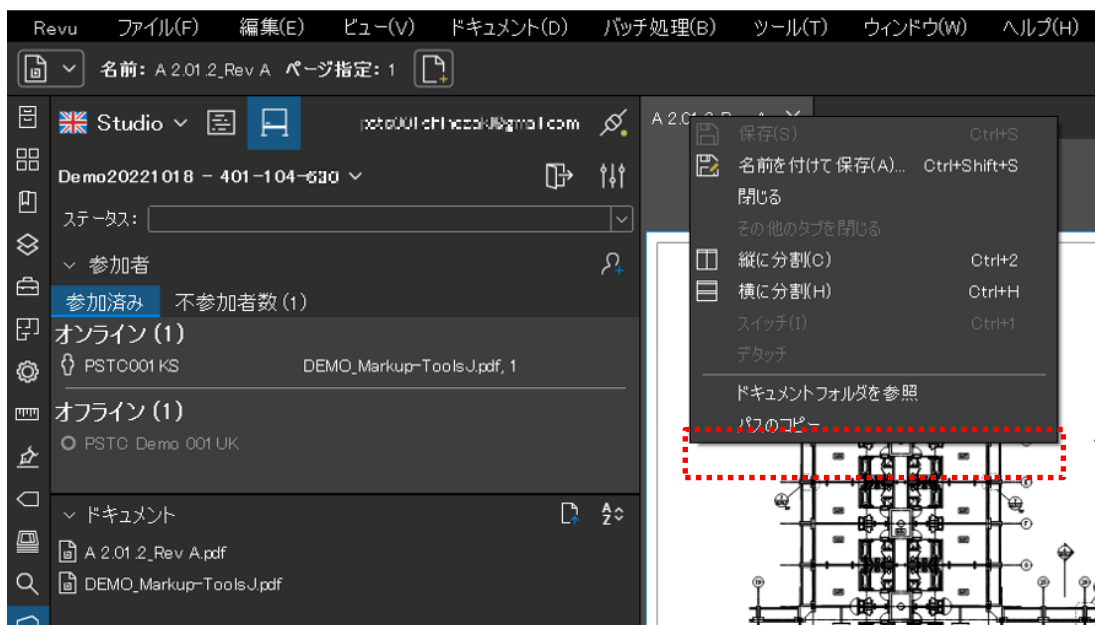 Revu ファイル(F) 編集(E) ビュー(V) ドキュメント(D) バッチ処理(B) ツール(T) ウィンドウ(W) ヘルプ(H)
名前: A 2.01.2_Rev A ページ指定: 1
Studio
A 2.01.2_R
Demo20221018 - 401-104-630
ステータス:
参加者
参加済み 不参加者数 (1)
オンライン (1)
PSTC001 KS DEMO_Markup-ToolsJ.pdf, 1
オフライン (1)
PSTC Demo 001 UK
ドキュメント
A 2.01.2_Rev A.pdf
DEMO_Markup-ToolsJ.pdf
保存(S) Ctrl+S
名前を付けて保存(A)... Ctrl+Shift+S
閉じる
その他のタブを閉じる
縦に分割(C) Ctrl+2
横に分割(H) Ctrl+H
スイッチ(I) Ctrl+1
デタッチ
ドキュメントフォルダを参照
パスのコピー